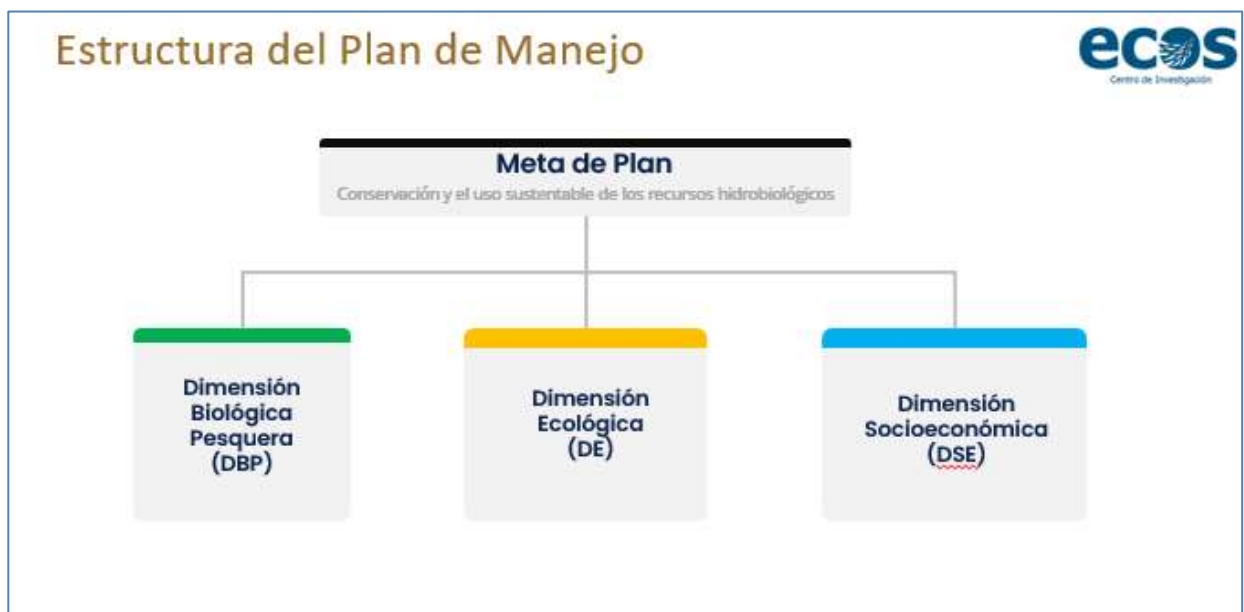 Estructura del Plan de Manejo
ecos
Centro de Investigación
Meta de Plan
Conservación y el uso sustentable de los recursos hidrobiológicos
Dimensión
Biológica
Pesquera
(DBP)
Dimensión
Ecológica
(DE)
Dimensión
Socioeconómica
(DSE)